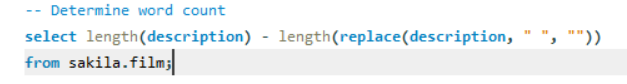 -- Determine word count
select length(description) - length(replace(description, " ", ""))
from sakila.film;